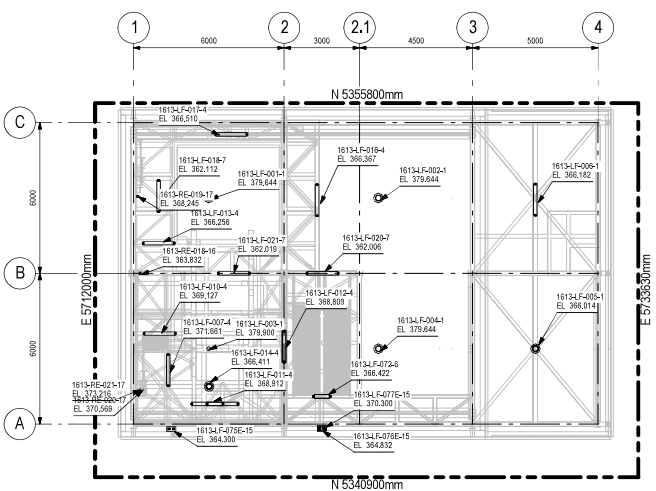 1
2
2.1
3
4
6000
3000
4500
5000
N 5355800mm
C
B
A
6000
6000
E 5712000mm
E 5733630mm
1613-LF-017-4
EL 366,510
1613-LF-018-7
EL 362.112
1613-LF-001-1
EL 379.644
1613-LF-016-4
EL 366,367
1613-LF-002-1
EL 379.644
1613-LF-006-1
EL 366.182
1613-RE-019-17
EL 368,245
1613-LF-013-4
EL 366.256
1613-RE-018-16
EL 363.832
1613-LF-021-7
EL 362.019
1613-LF-020-7
EL 362.006
1613-LF-010-4
EL 369,127
1613-LF-012-4
EL 368.809
1613-LF-007-4
EL 371.661
1613-LF-003-1
EL 379.900
1613-LF-004-1
EL 379.644
1613-LF-005-1
EL 366,014
1613-LF-014-4
EL 366,411
1613-LF-011-4
EL 368,912
1613-LF-072-6
EL 366.422
1613-RE-021-17
EL 373.216
1613-RE-020-17
EL 370.569
1613-LF-077E-15
EL 370.300
1613-LF-075E-15
EL 364.300
1613-LF-076E-15
EL 364.832
N 5340900mm